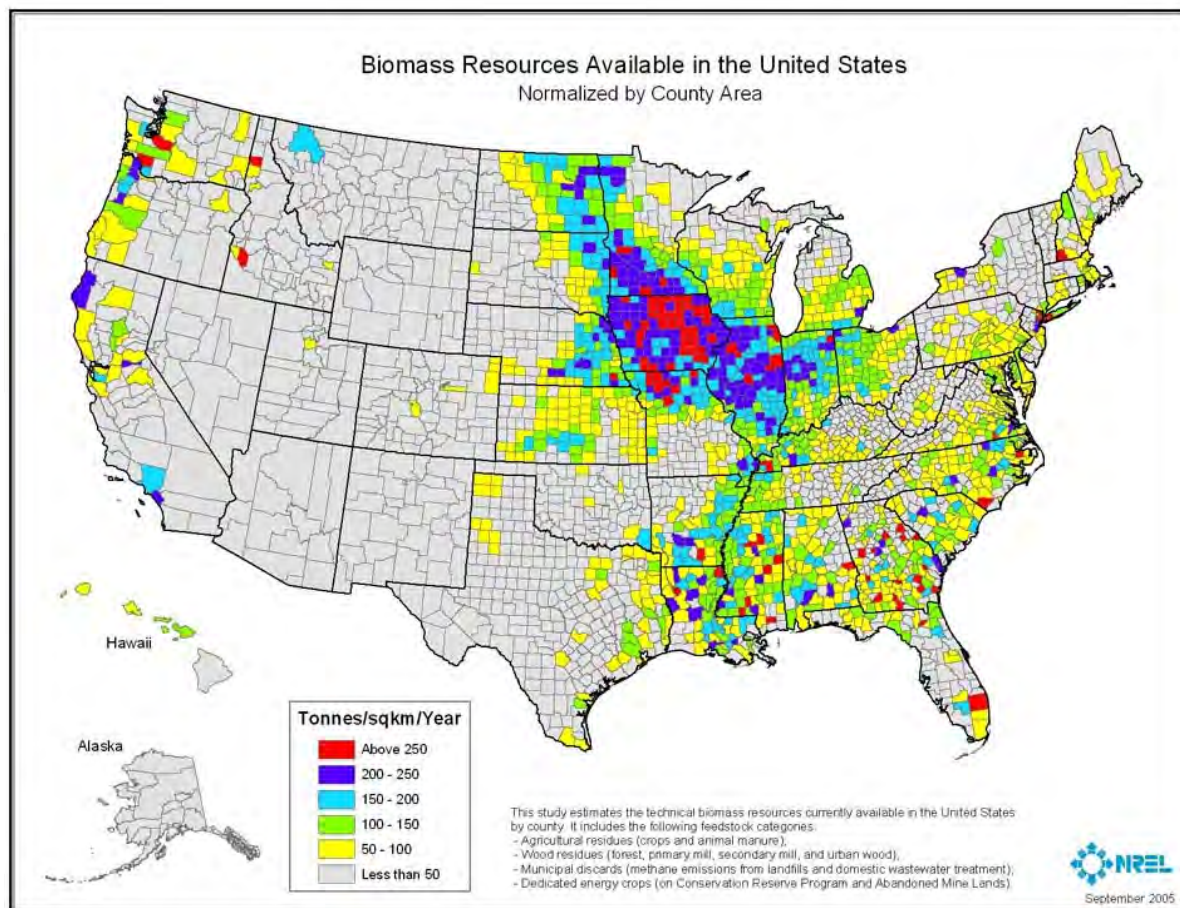 Biomass Resources Available in the United States
Normalized by County Area
Hawaii
Alaska
Tonnes/sqkm/Year
Above 250
200 - 250
150 - 200
100 - 150
50 - 100
Less than 50
This study estimates the technical biomass resources currently available in the United States
by county. It includes the following feedstock categories:
- Agricultural residues (crops and animal manure);
- Wood residues (forest, primary mill, secondary mill, and urban wood);
- Municipal discards (methane emissions from landfills and domestic wastewater treatment);
- Dedicated energy crops (on Conservation Reserve Program and Abandoned Mine Lands).
NREL
September 2005